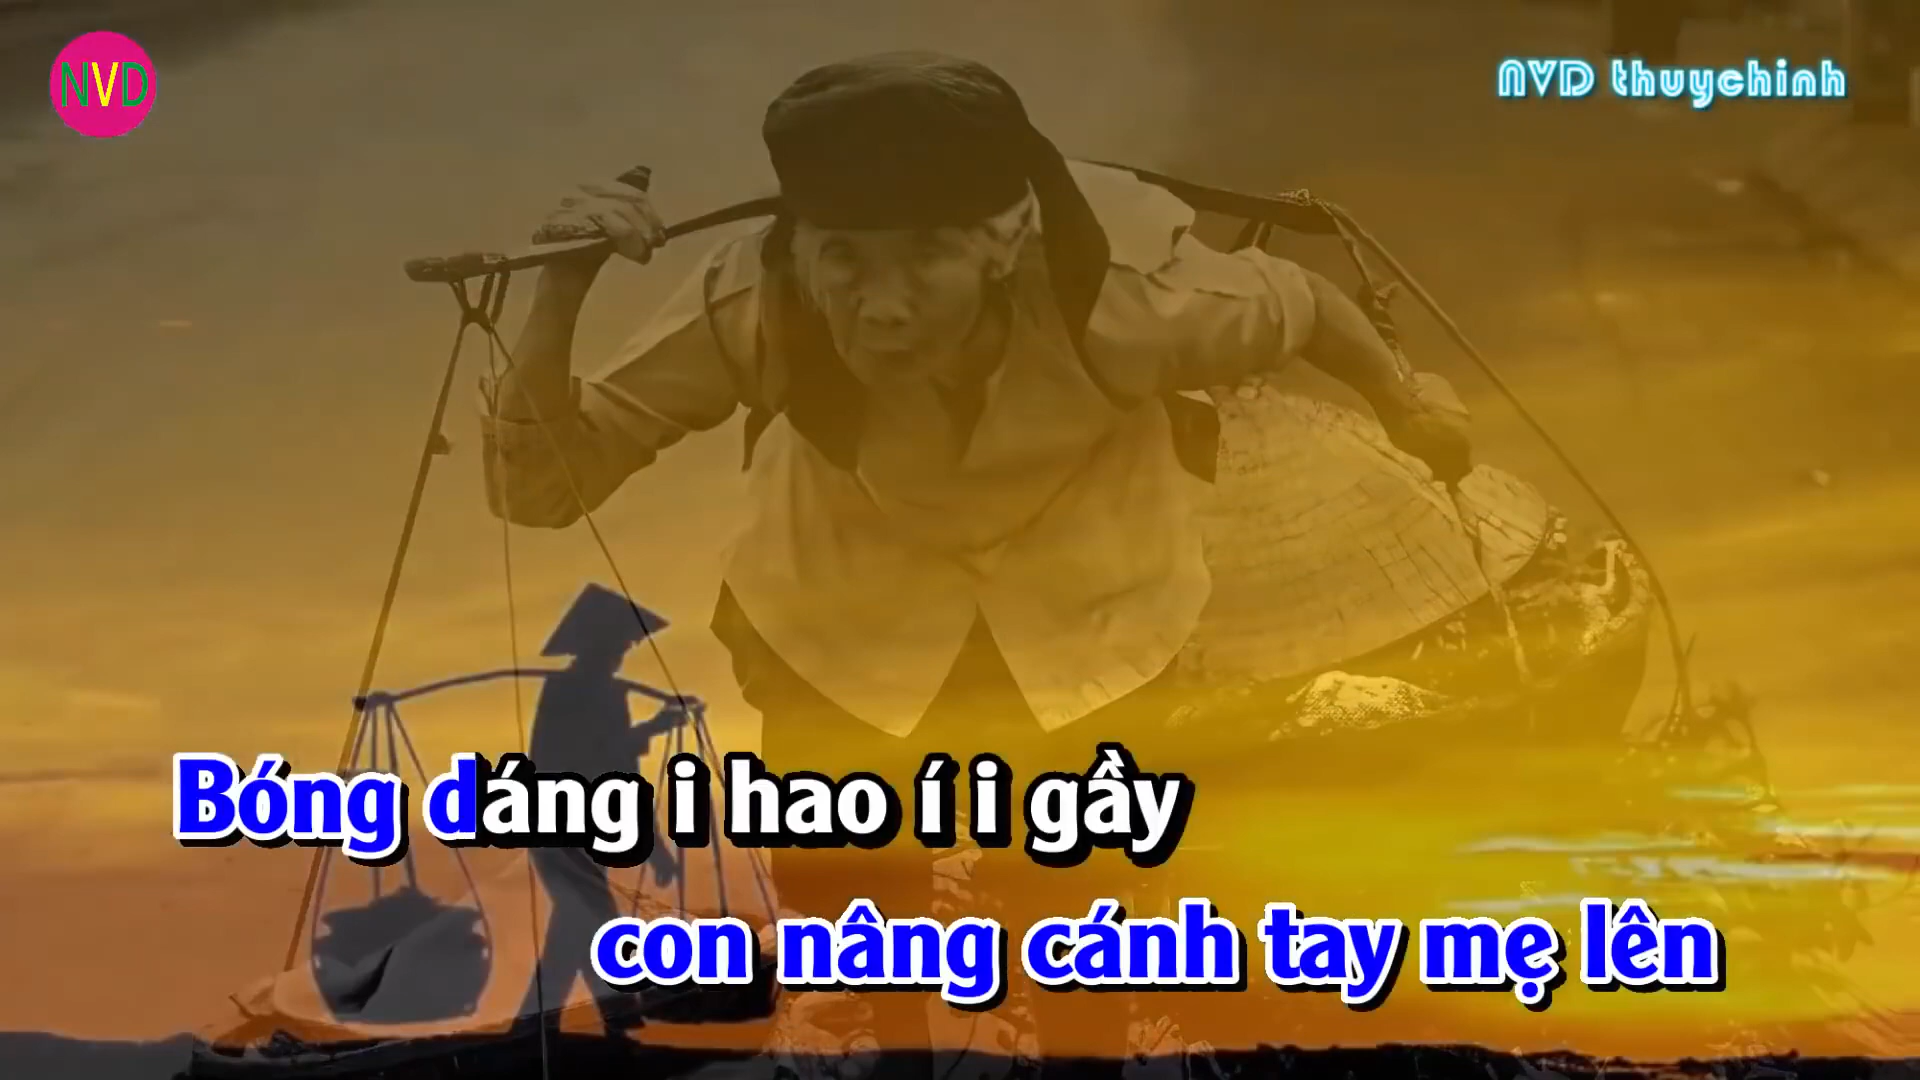 NVD
NVD thuychinh
Bóng dáng i hao í i gầy
con nâng cánh tay mẹ lên